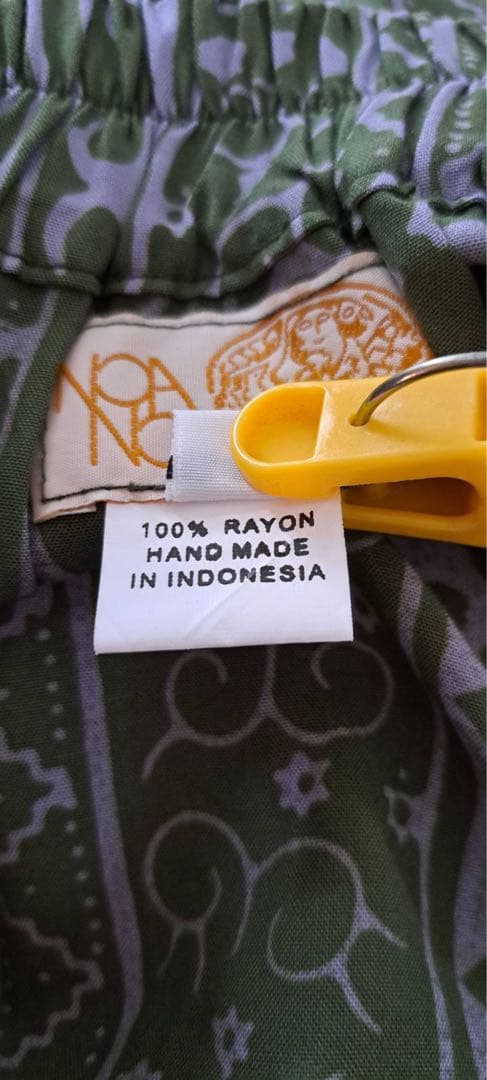 NOA
NO
100% RAYON
HAND MADE
IN INDONESIA